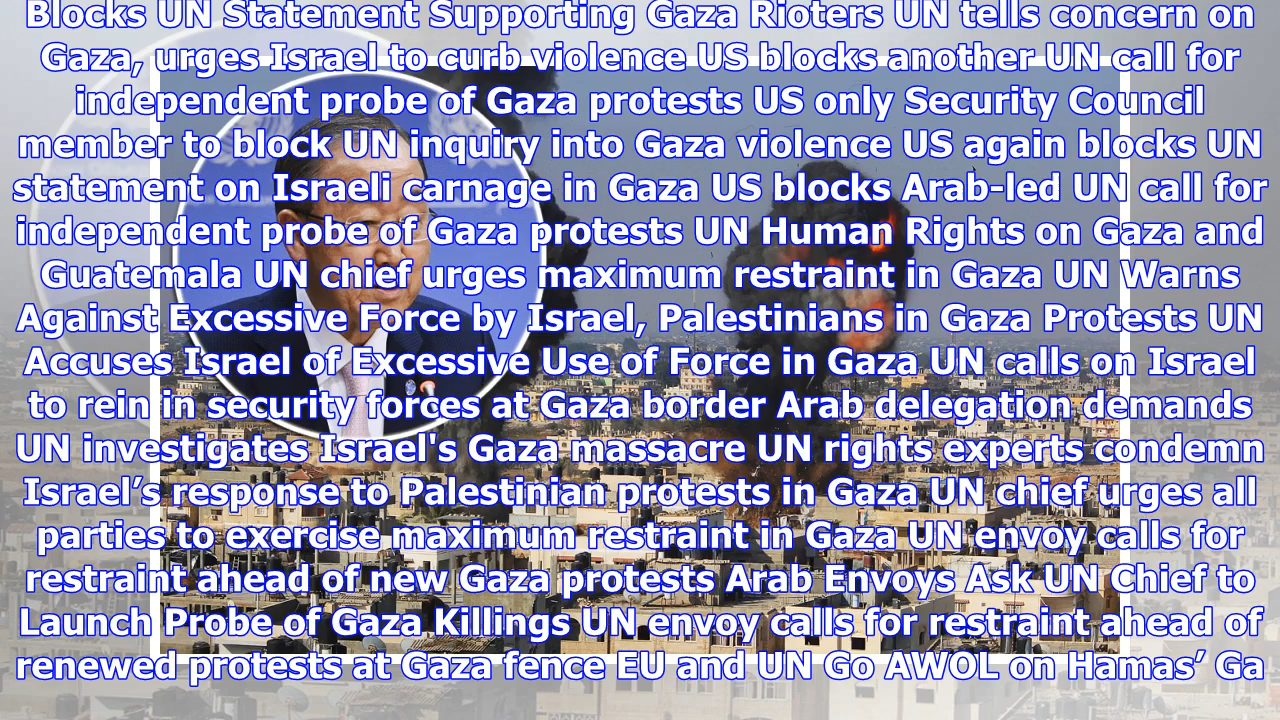 Blocks UN Statement Supporting Gaza Rioters UN tells concern on
Gaza, urges Israel to curb violence US blocks another UN call for
independent probe of Gaza protests US only Security Council
member to block UN inquiry into Gaza violence US again blocks UN
statement on Israeli carnage in Gaza US blocks Arab-led UN call for
independent probe of Gaza protests UN Human Rights on Gaza and
Guatemala UN chief urges maximum restraint in Gaza UN Warns
Against Excessive Force by Israel, Palestinians in Gaza Protests UN
Accuses Israel of Excessive Use of Force in Gaza UN calls on Israel
to rein in security forces at Gaza border Arab delegation demands
UN investigates Israel's Gaza massacre UN rights experts condemn
Israel’s response to Palestinian protests in Gaza UN chief urges all
parties to exercise maximum restraint in Gaza UN envoy calls for
restraint ahead of new Gaza protests Arab Envoys Ask UN Chief to
Launch Probe of Gaza Killings UN envoy calls for restraint ahead of
renewed protests at Gaza fence EU and UN Go AWOL on Hamas’ Ga